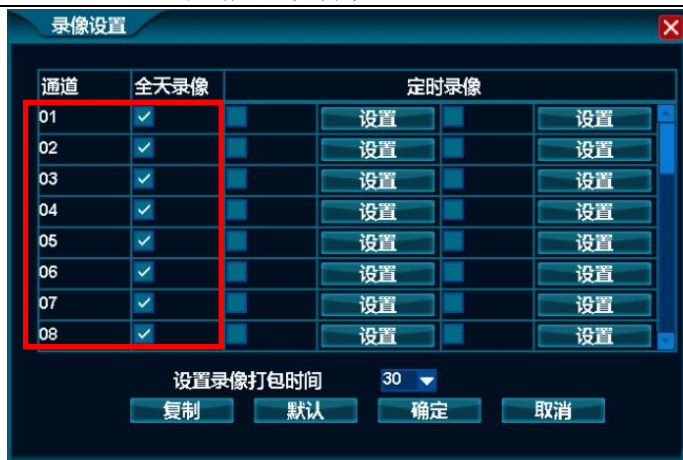 录像设置
通道 全天录像 定时录像
01 设置 设置
02 设置 设置
03 设置 设置
04 设置 设置
05 设置 设置
06 设置 设置
07 设置 设置
08 设置 设置
设置录像打包时间 30
复制 默认 确定 取消